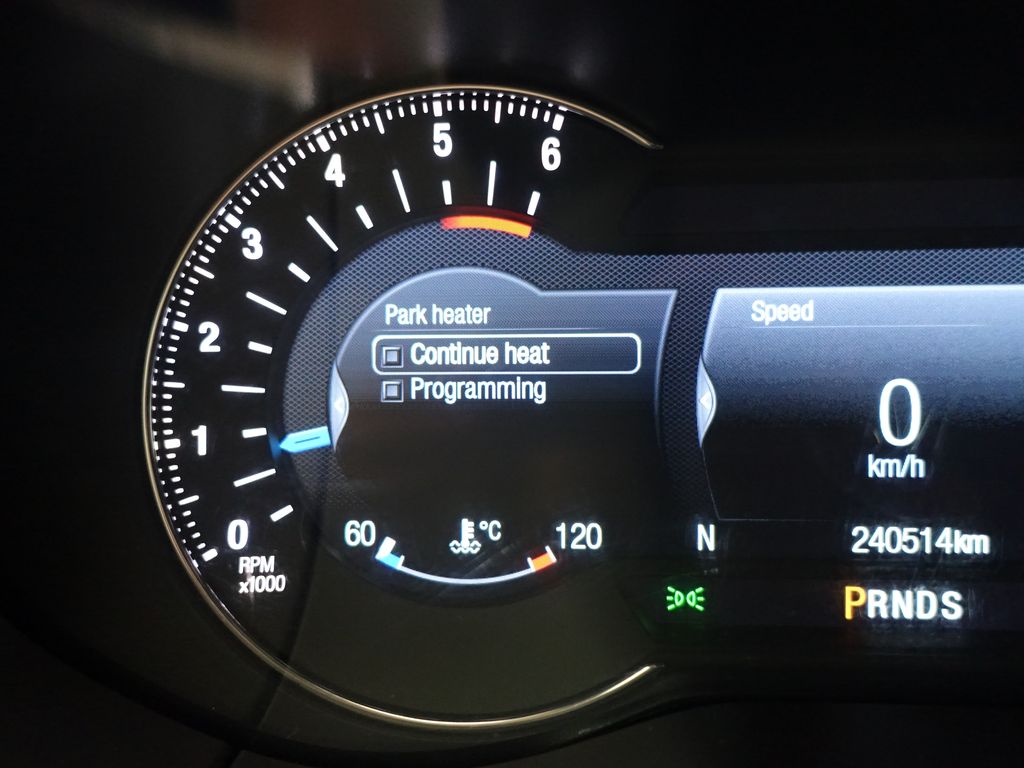 6
5
4
3
2
1
0
RPM
x1000
Park heater
Continue heat
Programming
60
°C
120
Speed
0
km/h
N
240514km
PRNDS